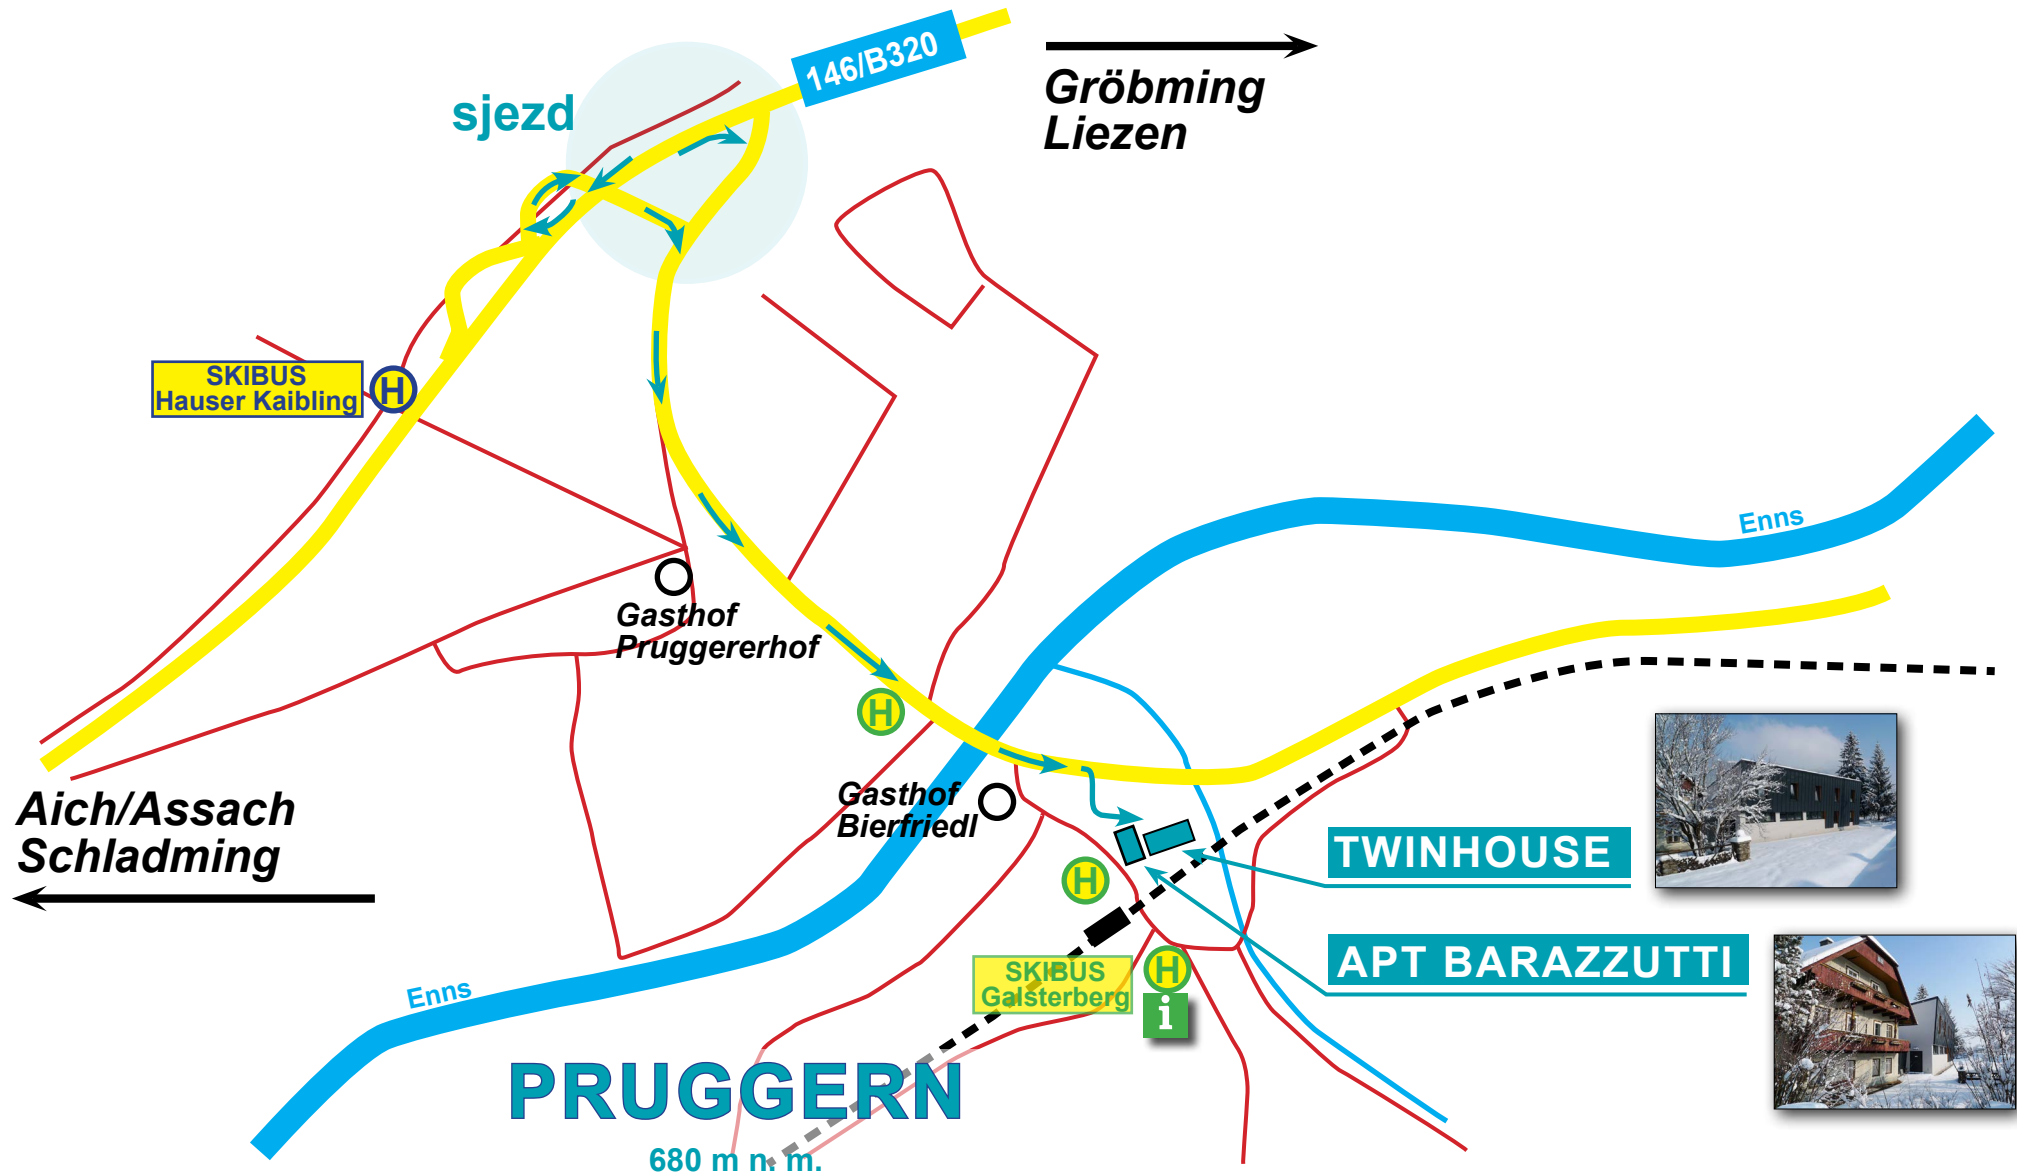 146/B320
Gröbming
Liezen
sjezd
SKIBUS
Hauser Kaibling
H
Enns
Gasthof
Pruggererhof
H
Gasthof
Bierfriedl
Aich/Assach
Schladming
TWINHOUSE
H
APT BARAZZUTTI
SKIBUS
Galsterberg
H
i
Enns
PRUGGERN
680 m n. m.